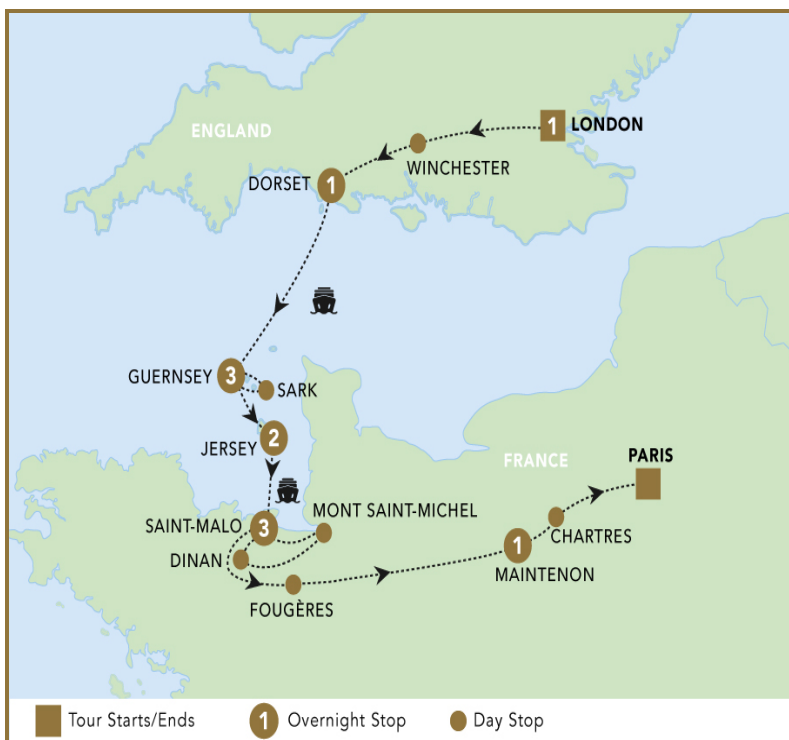 ENGLAND
1 LONDON
WINCHESTER
DORSET 1
GUERNSEY 3
SARK
JERSEY 2
FRANCE
PARIS
SAINT-MALO 3
MONT SAINT-MICHEL
DINAN
CHARTRES
1
MAINTENON
FOUGÈRES
Tour Starts/Ends
1 Overnight Stop
Day Stop